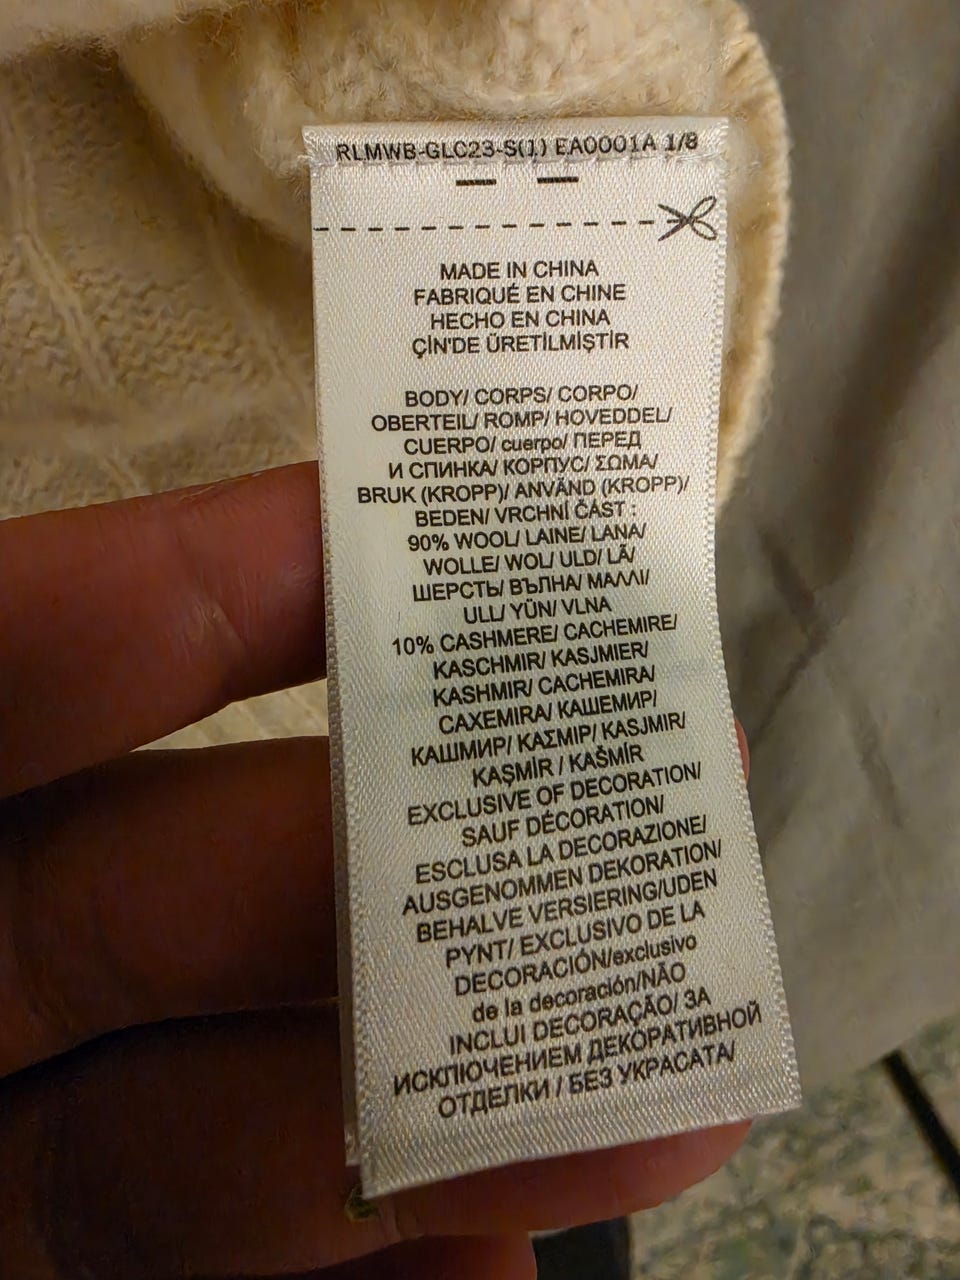 RLMWB-GLC23-S(1) EA0001A 1/8
MADE IN CHINA
FABRIQUÉ EN CHINE
HECHO EN CHINA
ÇİN'DE ÜRETİLMİŞTİR
BODY/ CORPS/ CORPO/
OBERTEIL/ ROMP/ HOVEDDEL/
CUERPO/ cuerpo/ ПЕРЕД
И СПИНКА/ КОРПУС/ ΣΩΜΑ/
BRUK (KROPP)/ ANVÄND (KROPP)/
BEDEN/ VRCHNÍ ČÁST :
90% WOOL/ LAINE/ LANA/
WOLLE/ WOL/ ULD/ LÃ/
ШЕРСТЬ/ ВЪЛНА/ ΜΑΛΛΙ/
ULL/ YÜN/ VLNA
10% CASHMERE/ CACHEMIRE/
KASCHMIR/ KASJMIER/
KASHMIR/ CACHEMIRA/
CAXEMIRA/ КАШЕМИР/
КАШМИР/ ΚΑΣΜΙΡ/ KASJMIR/
KAŞMİR / KAŠMÍR
EXCLUSIVE OF DECORATION/
SAUF DÉCORATION/
ESCLUSA LA DECORAZIONE/
AUSGENOMMEN DEKORATION/
BEHALVE VERSIERING/UDEN
PYNT/ EXCLUSIVO DE LA
DECORACIÓN/exclusivo
de la decoración/NÃO
INCLUI DECORAÇÃO/ ЗА
ИСКЛЮЧЕНИЕМ ДЕКОРАТИВНОЙ
ОТДЕЛКИ / БЕЗ УКРАСАТА/